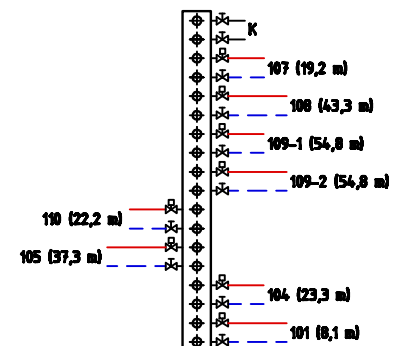 K
107 (19,2 m)
108 (43,3 m)
109-1 (54,8 m)
109-2 (54,8 m)
110 (22,2 m)
105 (37,3 m)
104 (23,3 m)
101 (8,1 m)